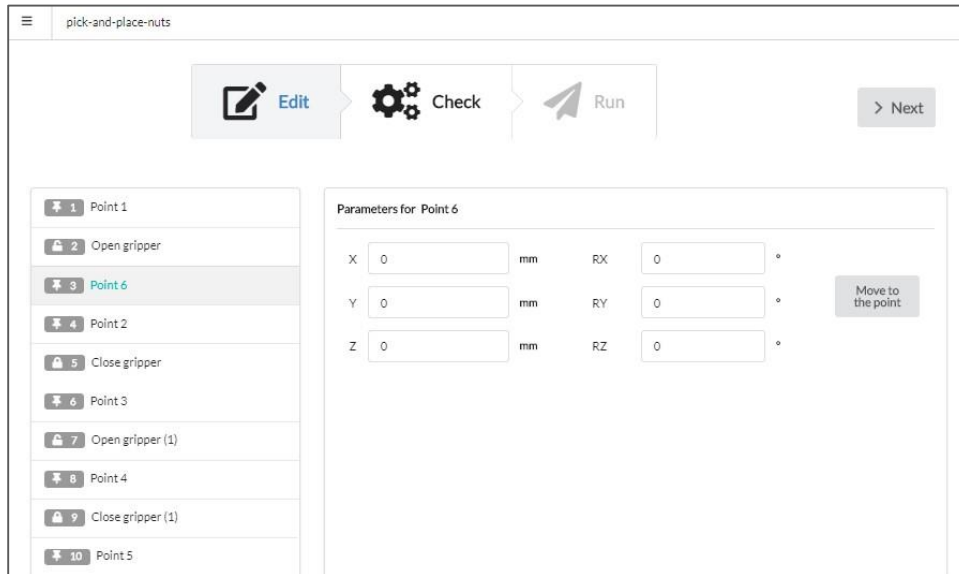 pick-and-place-nuts
Edit
Check
Run
> Next
1 Point 1
2 Open gripper
3 Point 6
4 Point 2
5 Close gripper
6 Point 3
7 Open gripper (1)
8 Point 4
9 Close gripper (1)
10 Point 5
Parameters for Point 6
X 0 mm RX 0 °
Y 0 mm RY 0 °
Z 0 mm RZ 0 °
Move to
the point